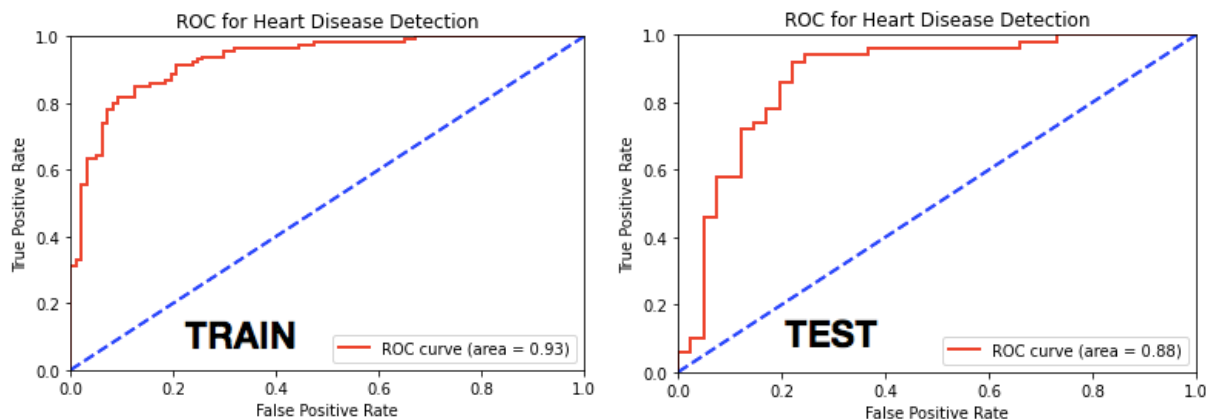 ROC for Heart Disease Detection
1.0
0.8
0.6
0.4
0.2
0.0
True Positive Rate
TRAIN
ROC curve (area = 0.93)
0.0 0.2 0.4 0.6 0.8 1.0
False Positive Rate
ROC for Heart Disease Detection
1.0
0.8
0.6
0.4
0.2
0.0
True Positive Rate
TEST
ROC curve (area = 0.88)
0.0 0.2 0.4 0.6 0.8 1.0
False Positive Rate